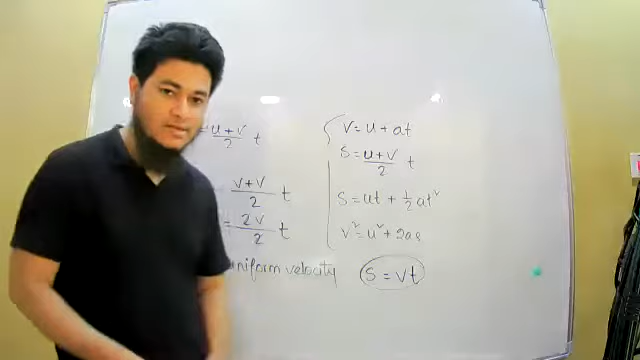 = u+v/2 t
v+v/2 t
= 2v/2 t
uniform velocity
v = u + at
s = u+v/2 t
s = ut + 1/2 at²
v² = u² + 2as
s = vt